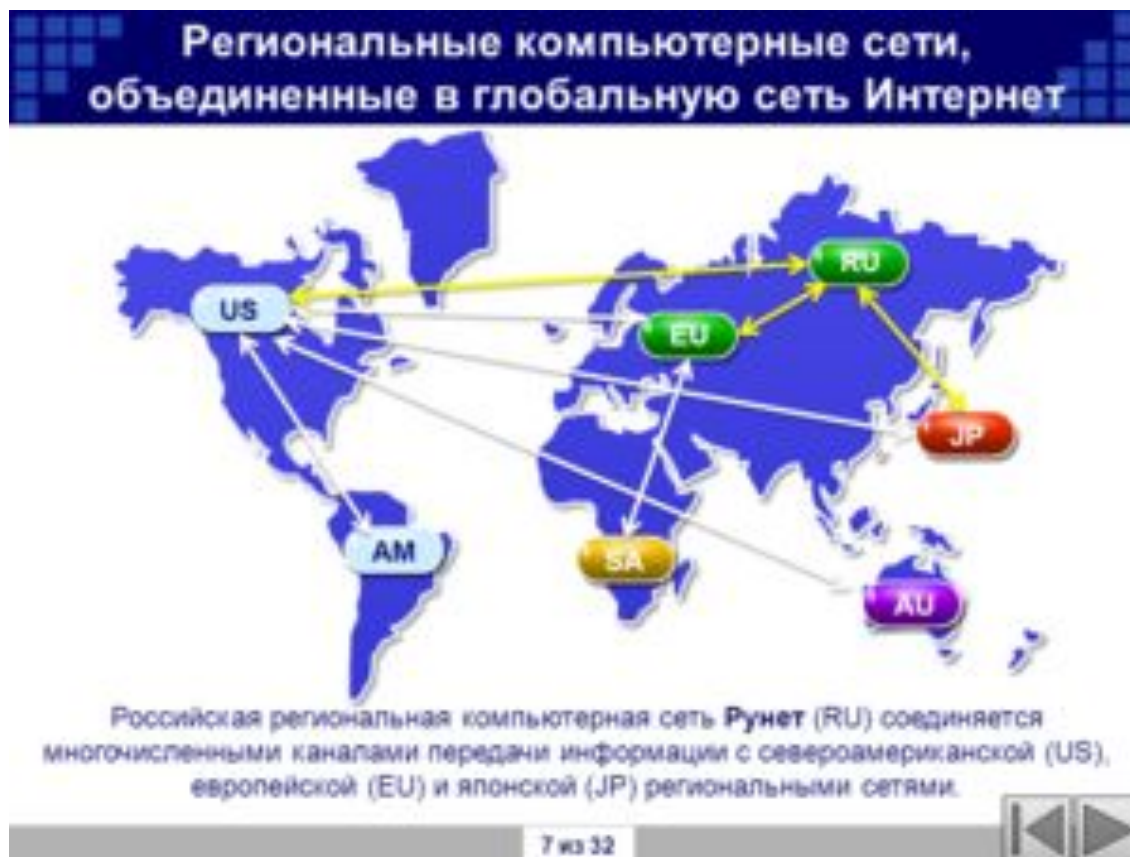 Региональные компьютерные сети,
объединенные в глобальную сеть Интернет
RU
US
EU
JP
AM
SA
AU
Российская региональная компьютерная сеть Рунет (RU) соединяется
многочисленными каналами передачи информации с североамериканской (US),
европейской (EU) и японской (JP) региональными сетями.
7 из 32